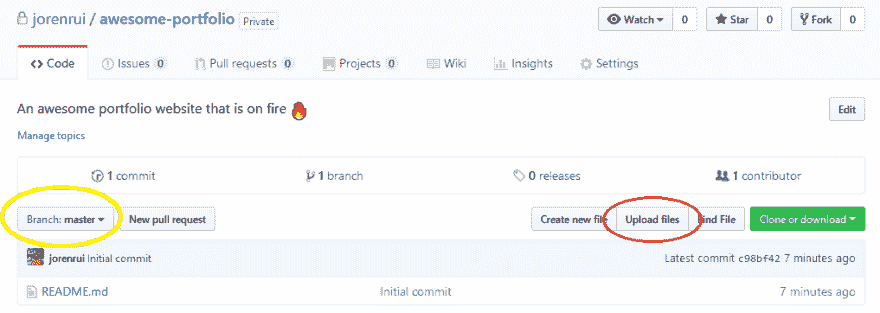 jorenrui / awesome-portfolio Private Watch 0 Star 0 Fork 0
Code Issues 0 Pull requests 0 Projects 0 Wiki Insights Settings
An awesome portfolio website that is on fire Edit
Manage topics
1 commit 1 branch 0 releases 1 contributor
Branch: master New pull request Create new file Upload files Find File Clone or download
jorenrui Initial commit Latest commit c98bf42 7 minutes ago
README.md Initial commit 7 minutes ago